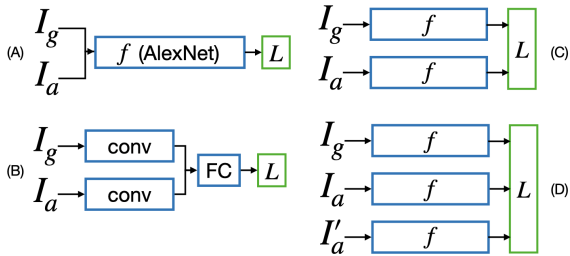 (A)
I_g
I_a
f (AlexNet)
L
(B)
I_g
I_a
conv
conv
FC
L
(C)
I_g
f
I_a
f
L
(D)
I_g
f
I_a
f
I'_a
f
L